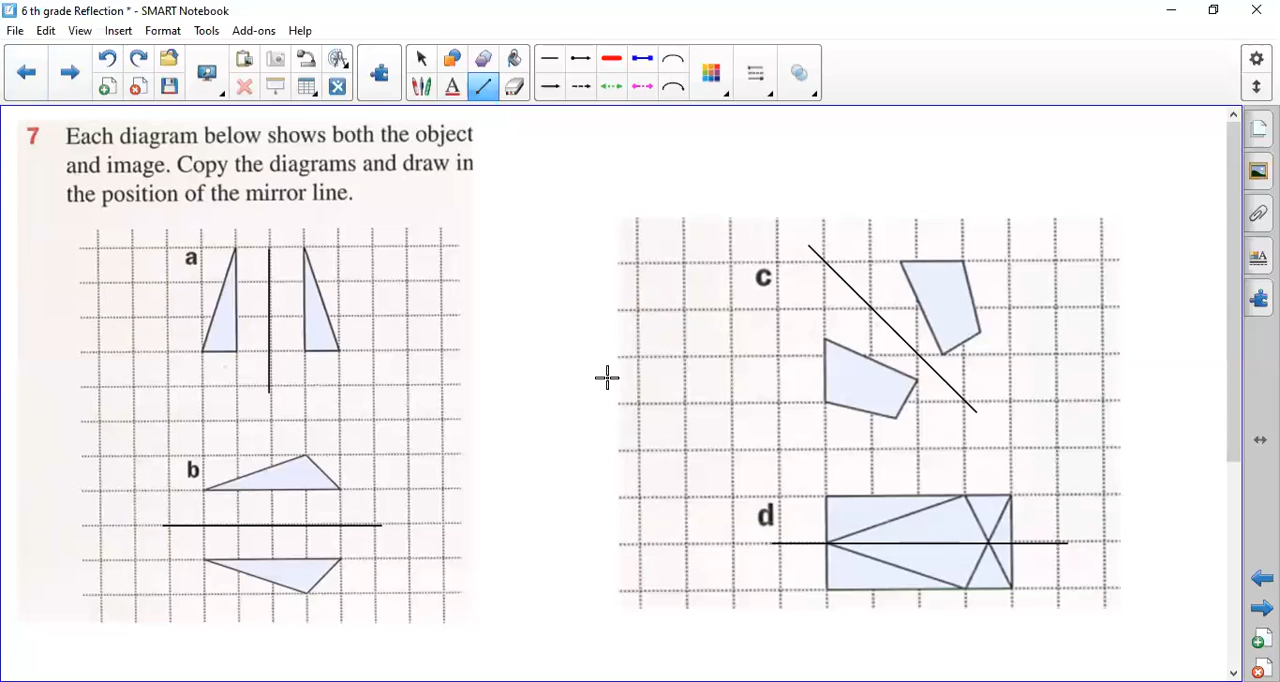 6 th grade Reflection * - SMART Notebook
File Edit View Insert Format Tools Add-ons Help
7 Each diagram below shows both the object
and image. Copy the diagrams and draw in
the position of the mirror line.
a
b
c
d